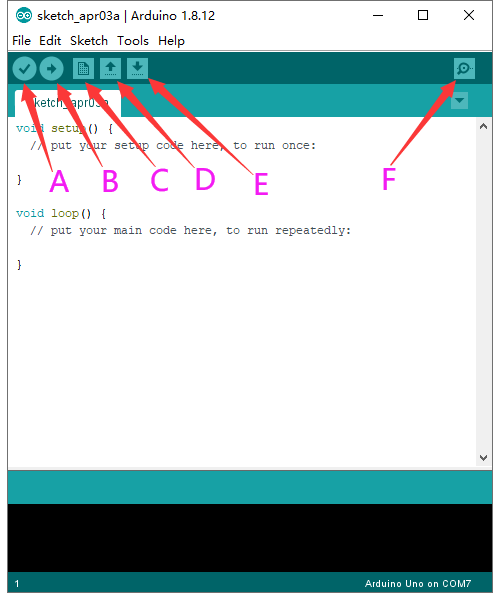 sketch_apr03a | Arduino 1.8.12
File Edit Sketch Tools Help
sketch_apr03a
void setup() {
// put your setup code here, to run once:
}
A B C D E F
void loop() {
// put your main code here, to run repeatedly:
}
1 Arduino Uno on COM7